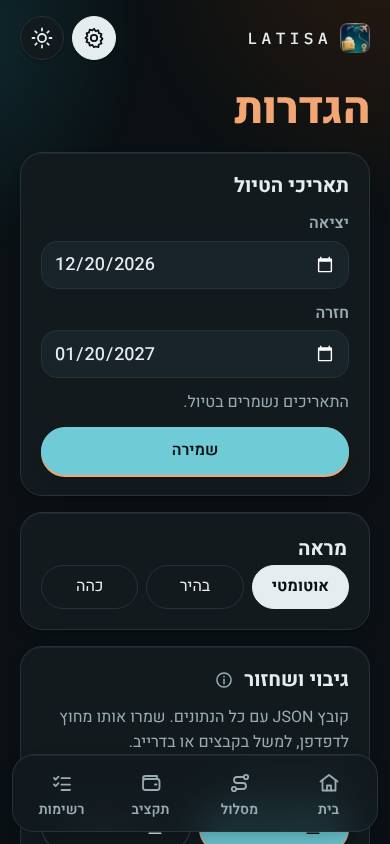 LATISA
הגדרות
תאריכי הטיול
יציאה
12/20/2026
חזרה
01/20/2027
התאריכים נשמרים בטיול.
שמירה
מראה
אוטומטי
בהיר
כהה
גיבוי ושחזור
קובץ JSON עם כל הנתונים. שמרו אותו מחוץ
לדפדפן, למשל בקבצים או בדרייב.
בית
מסלול
תקציב
רשימות